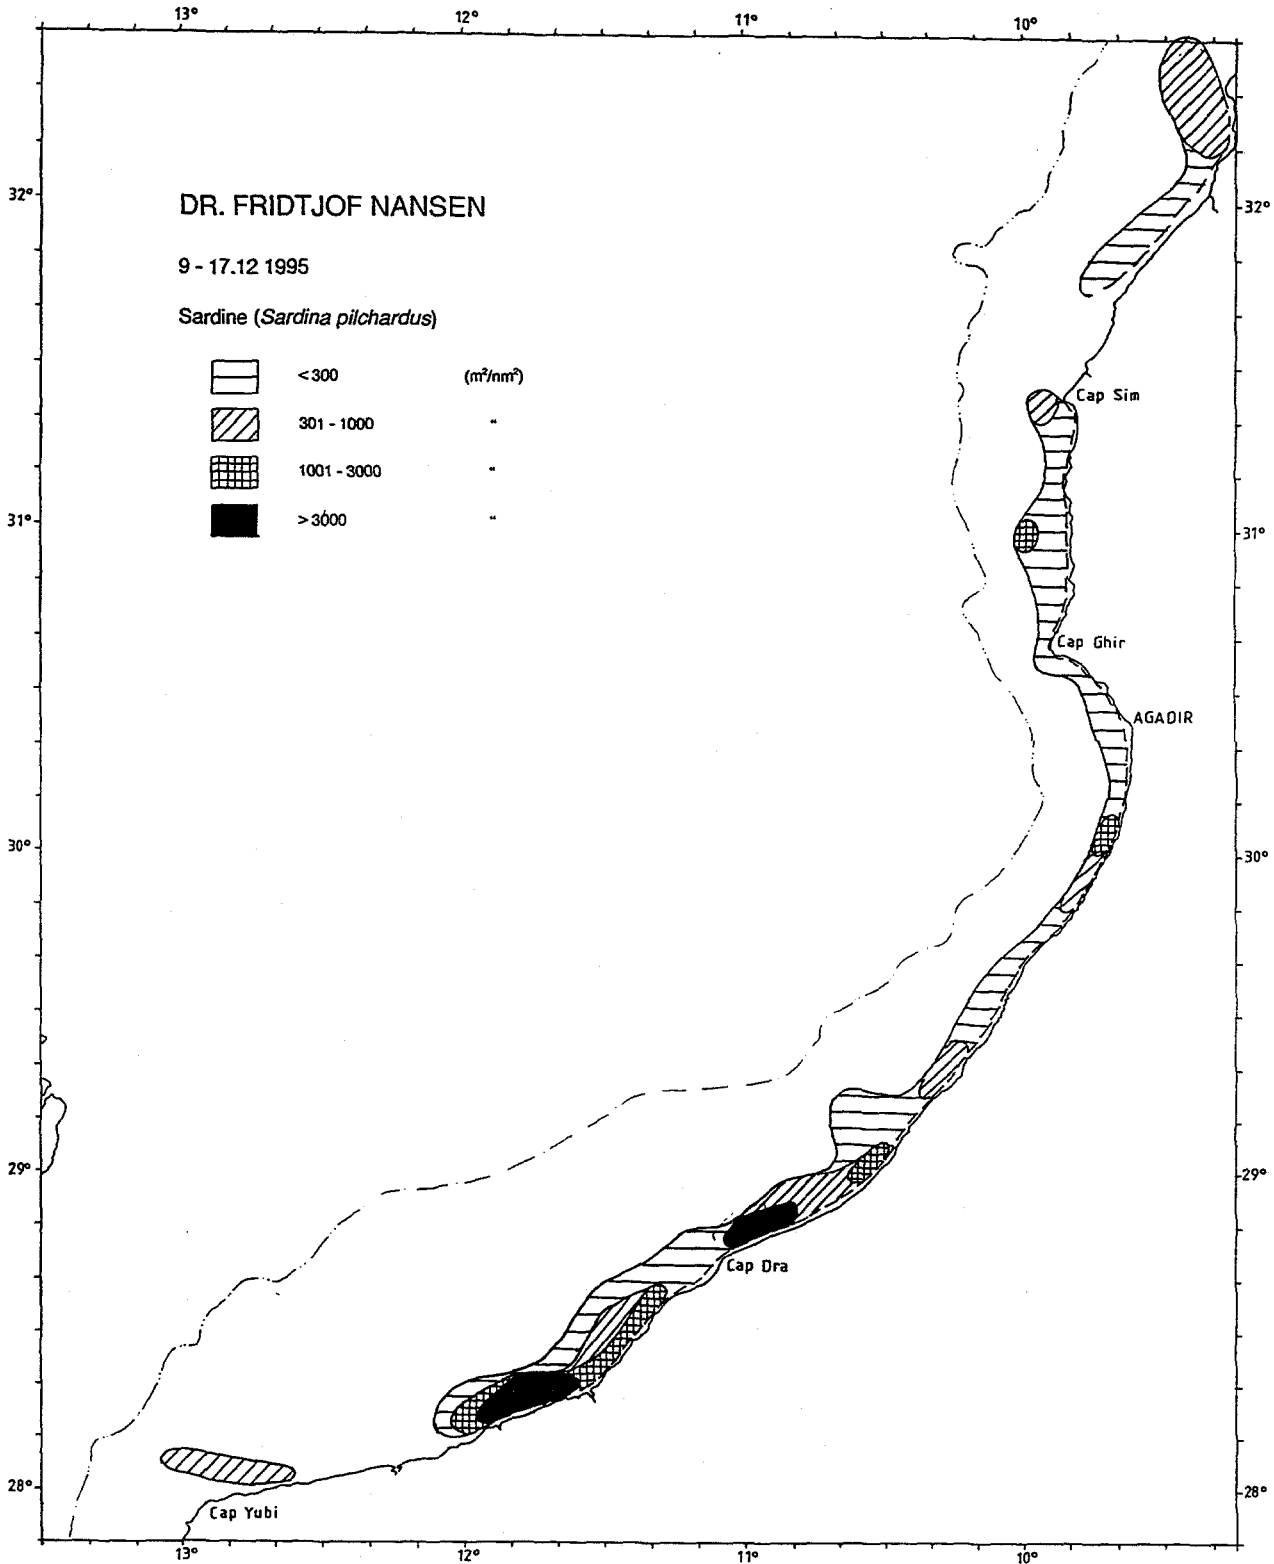 13° 12° 11° 10°
32° 32°
DR. FRIDTJOF NANSEN
9 - 17.12 1995
Sardine (Sardina pilchardus)
<300 (m²/nm²)
301 - 1000 "
1001 - 3000 "
>3000 "
Cap Sim
31° 31°
Cap Ghir
AGADIR
30° 30°
29° 29°
Cap Dra
28° 28°
Cap Yubi
13° 12° 11° 10°